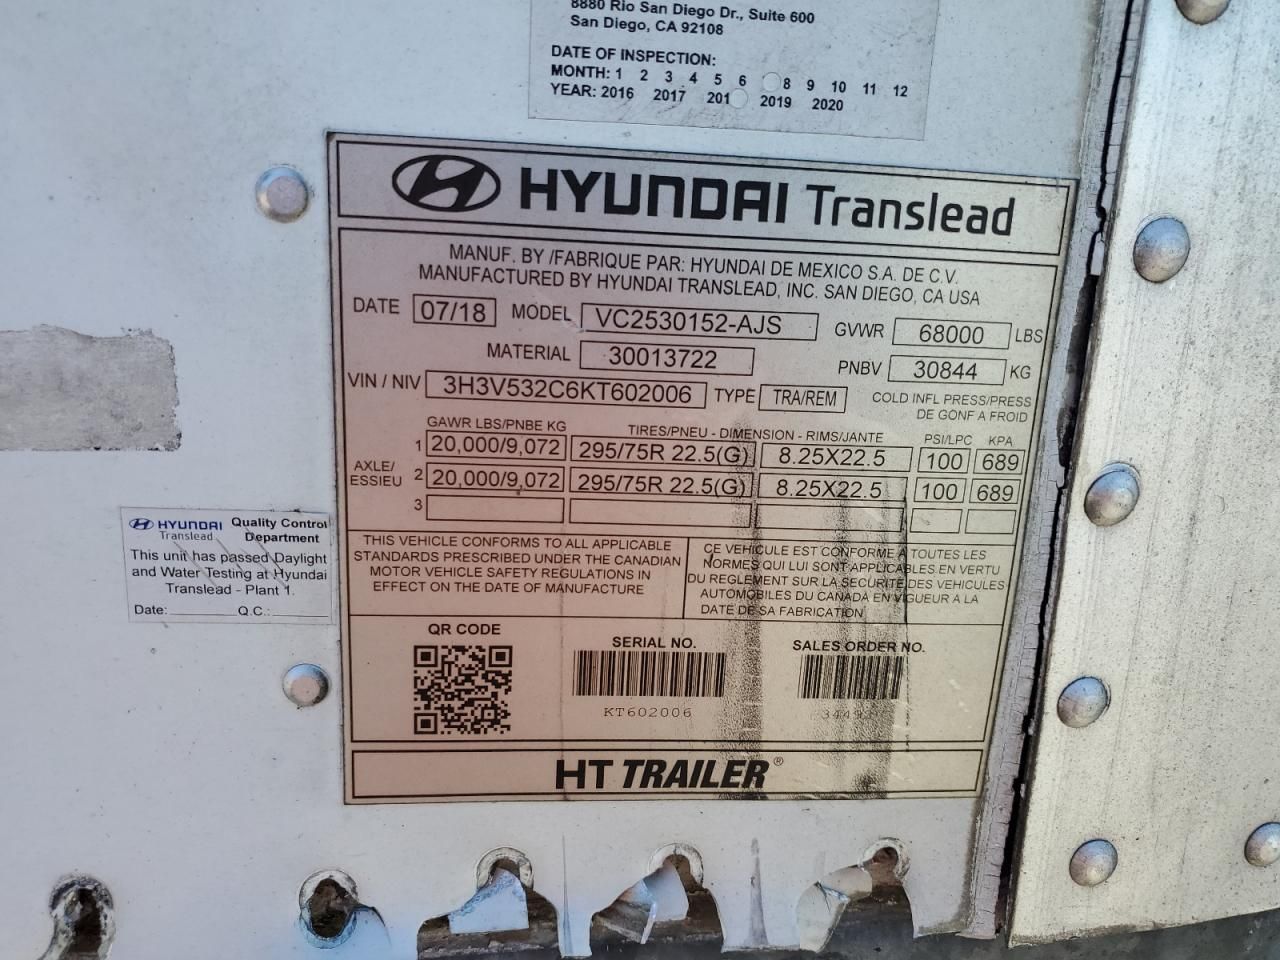 8880 Rio San Diego Dr., Suite 600
San Diego, CA 92108
DATE OF INSPECTION:
MONTH: 1 2 3 4 5 6 8 9 10 11 12
YEAR: 2016 2017 201 2019 2020
HYUNDAI Translead
MANUF. BY /FABRIQUE PAR: HYUNDAI DE MEXICO S.A. DE C.V.
MANUFACTURED BY HYUNDAI TRANSLEAD, INC. SAN DIEGO, CA USA
DATE 07/18 MODEL VC2530152-AJS GVWR 68000 LBS
MATERIAL 30013722 PNBV 30844 KG
VIN / NIV 3H3V532C6KT602006 TYPE TRA/REM COLD INFL PRESS/PRESS
DE GONF A FROID
GAWR LBS/PNBE KG TIRES/PNEU - DIMENSION - RIMS/JANTE PSI/LPC KPA
1 20,000/9,072 295/75R 22.5(G) 8.25X22.5 100 689
AXLE/
ESSIEU
2 20,000/9,072 295/75R 22.5(G) 8.25X22.5 100 689
3
THIS VEHICLE CONFORMS TO ALL APPLICABLE
STANDARDS PRESCRIBED UNDER THE CANADIAN
MOTOR VEHICLE SAFETY REGULATIONS IN
EFFECT ON THE DATE OF MANUFACTURE
CE VEHICULE EST CONFORME A TOUTES LES
NORMES QUI LUI SONT APPLICABLES EN VERTU
DU REGLEMENT SUR LA SECURITE DES VEHICULES
AUTOMOBILES DU CANADA EN VIGUEUR A LA
DATE DE SA FABRICATION
QR CODE
SERIAL NO.
KT602006
SALES ORDER NO.
HT TRAILER®
HYUNDAI
Translead
Quality Control
Department
This unit has passed Daylight
and Water Testing at Hyundai
Translead - Plant 1.
Date: Q.C.: